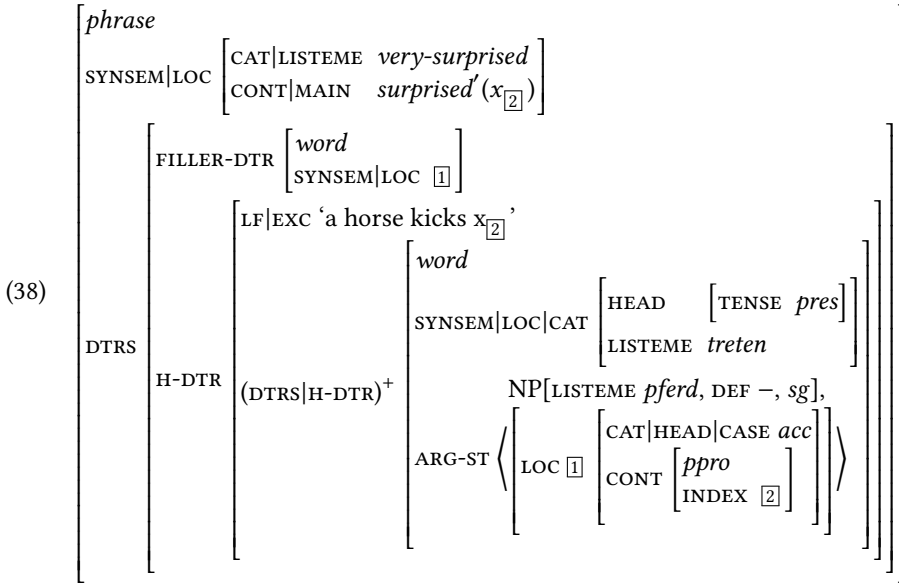 phrase
SYNSEM|LOC [CAT|LISTEME very-surprised
CONT|MAIN surprised′(x[2])]
FILLER-DTR [word
SYNSEM|LOC [1]]
LF|EXC ‘a horse kicks x[2]’
word
SYNSEM|LOC|CAT [HEAD [TENSE pres]
LISTEME treten]
(38)
DTRS
H-DTR
(DTRS|H-DTR)+
NP[LISTEME pferd, DEF −, sg],
ARG-ST ⟨[LOC [1] [CAT|HEAD|CASE acc
CONT [ppro
INDEX [2]]]]⟩